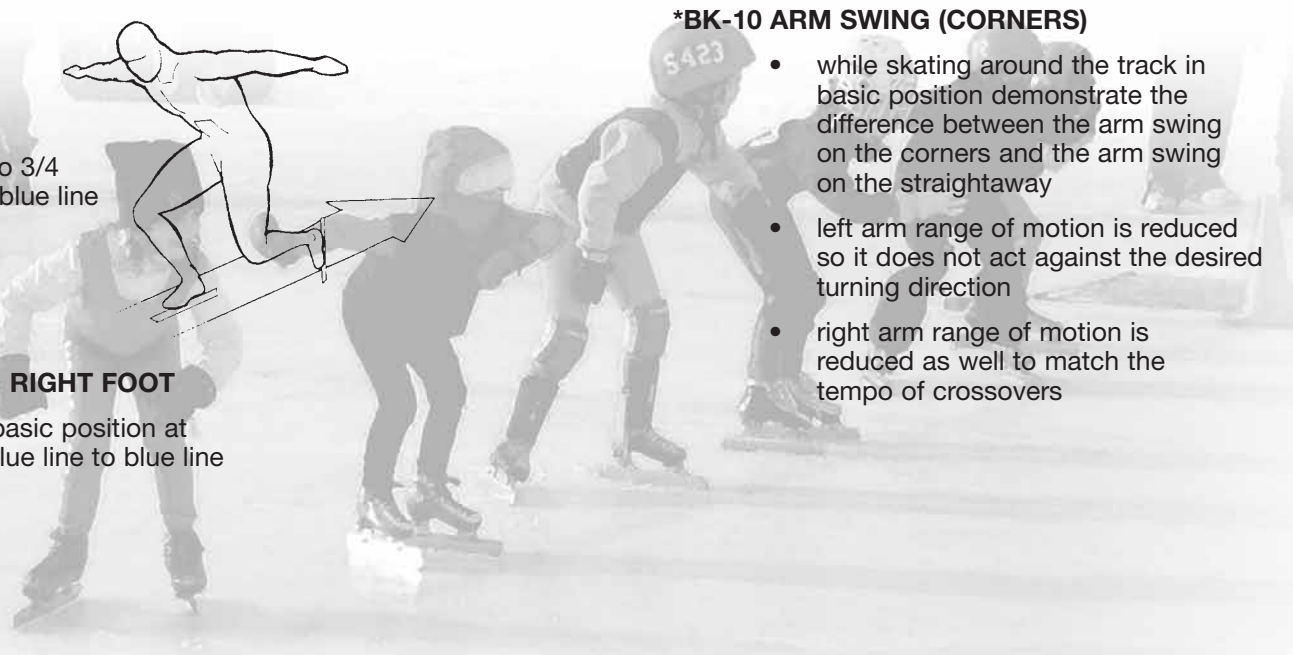 o 3/4
blue line
RIGHT FOOT
basic position at
lue line to blue line
*BK-10 ARM SWING (CORNERS)
• while skating around the track in
basic position demonstrate the
difference between the arm swing
on the corners and the arm swing
on the straightaway
• left arm range of motion is reduced
so it does not act against the desired
turning direction
• right arm range of motion is
reduced as well to match the
tempo of crossovers
S423